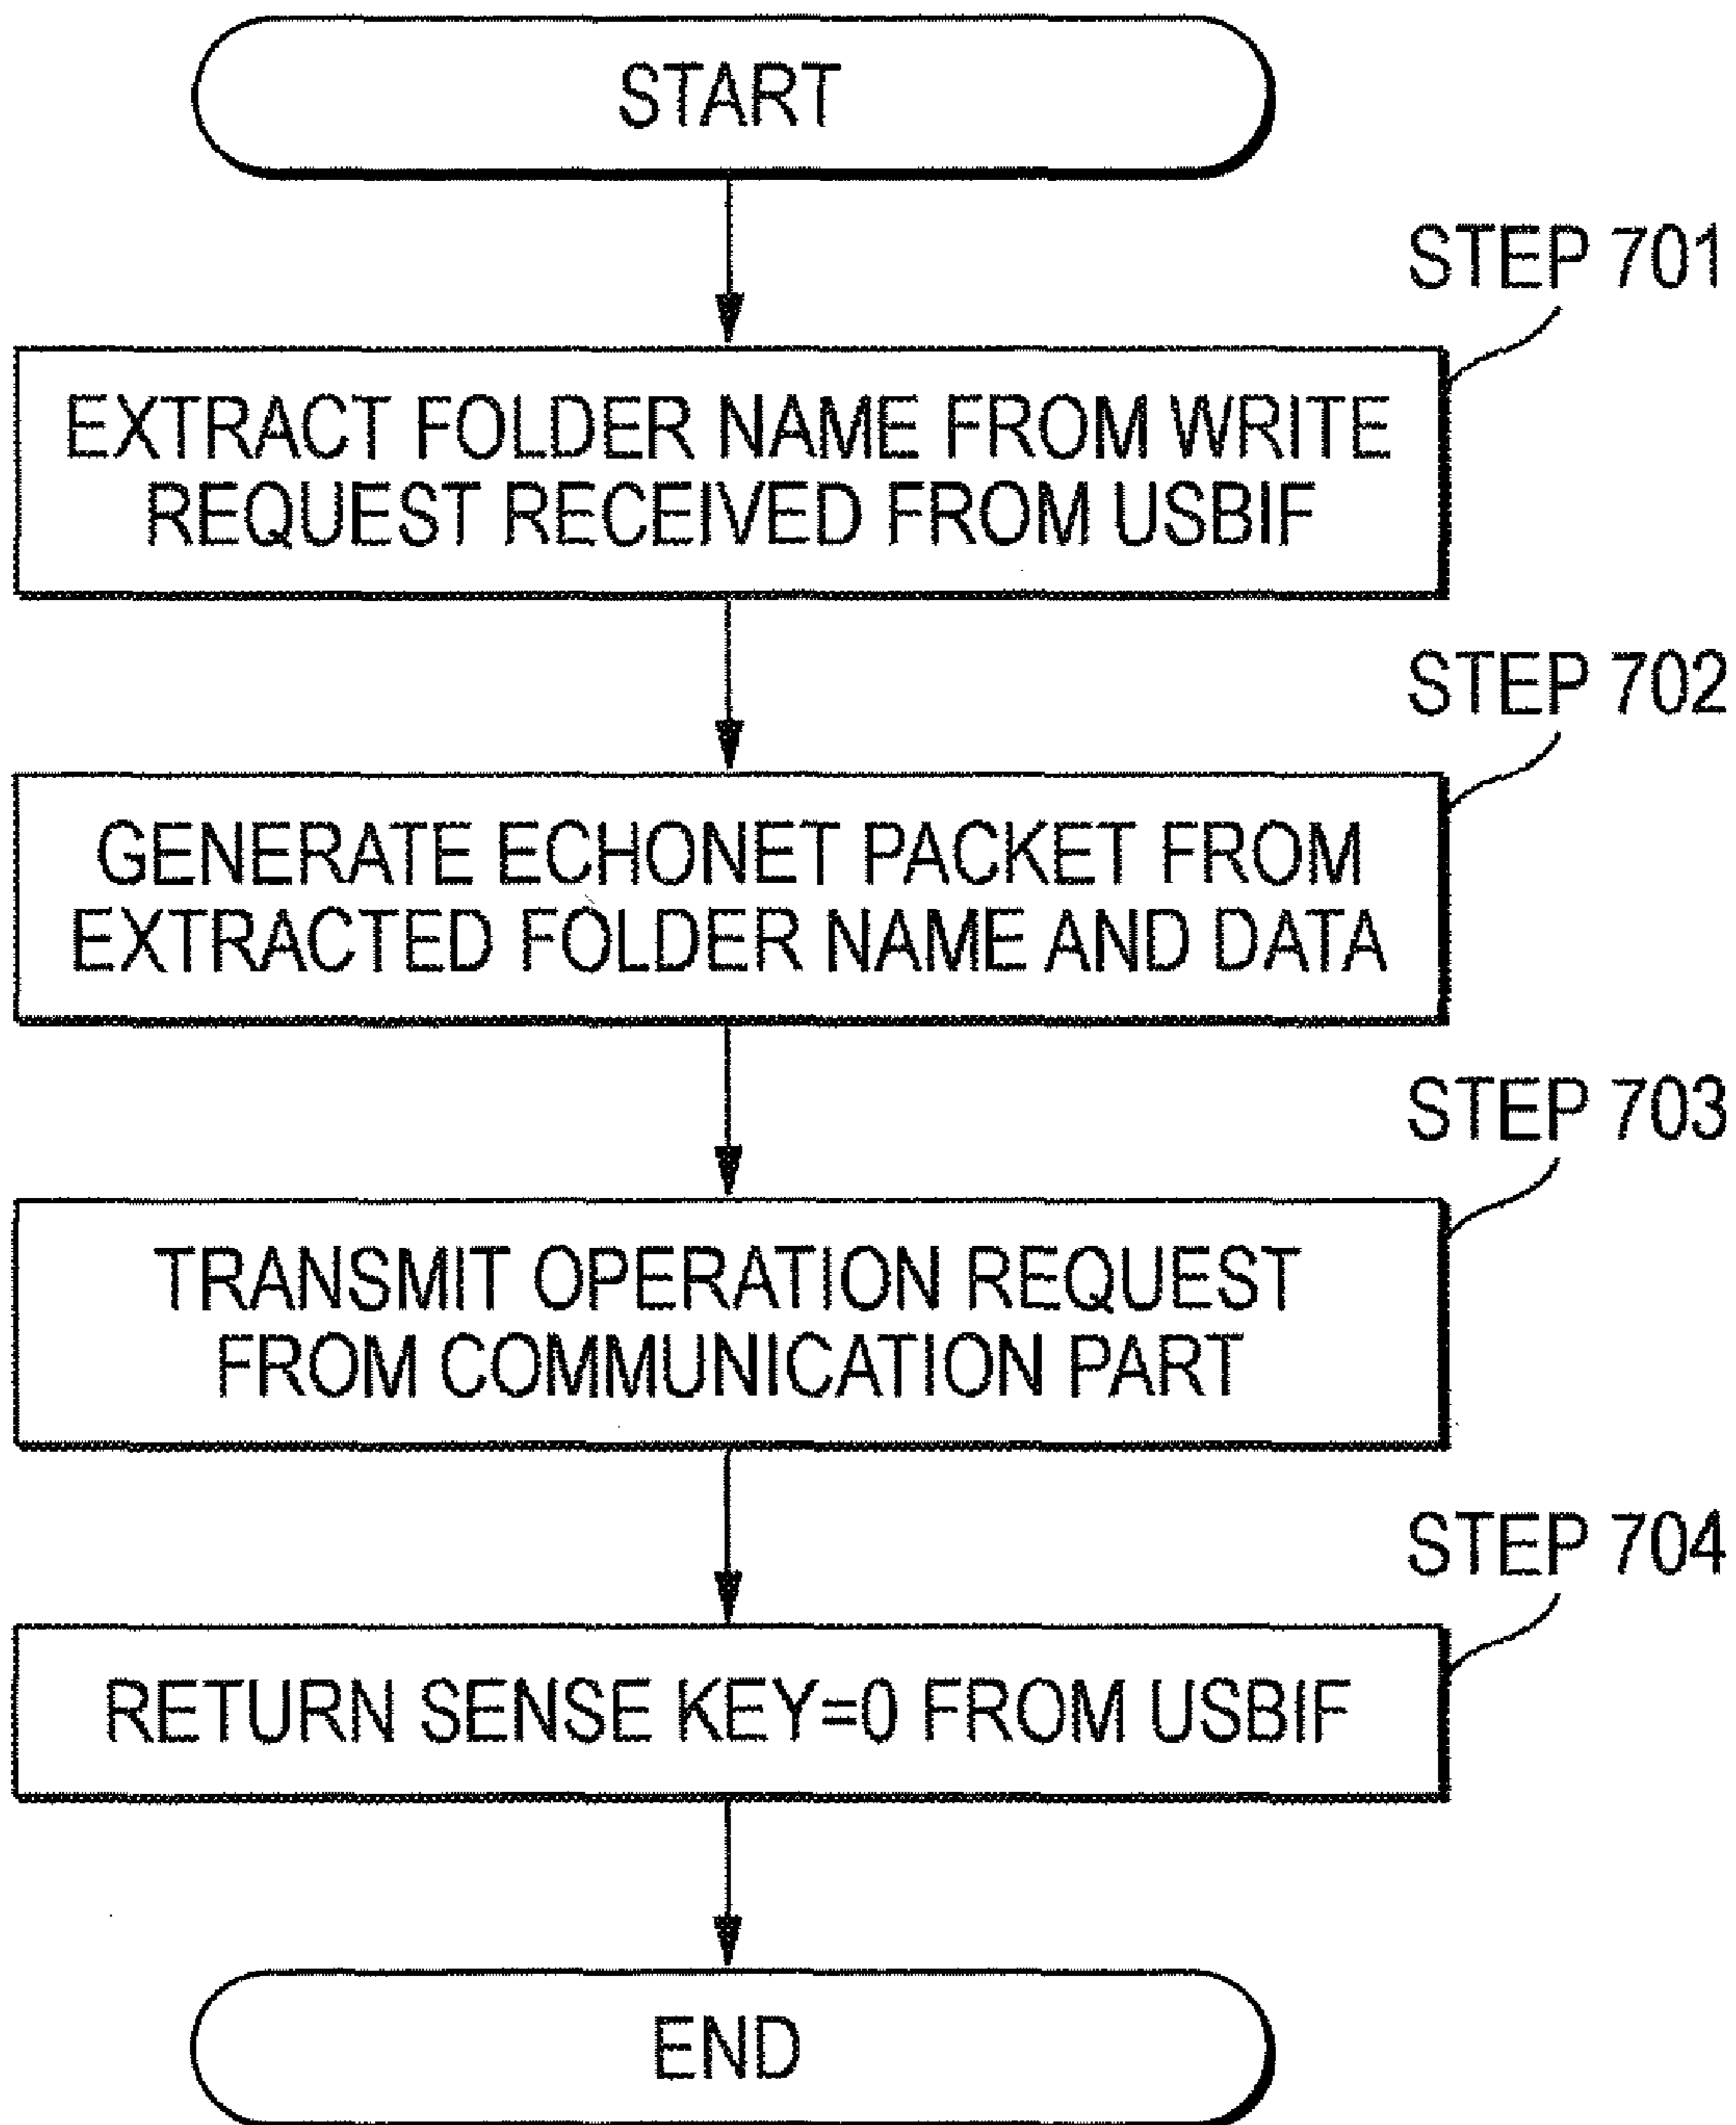 START
STEP 701
EXTRACT FOLDER NAME FROM WRITE
REQUEST RECEIVED FROM USBIF
STEP 702
GENERATE ECHONET PACKET FROM
EXTRACTED FOLDER NAME AND DATA
STEP 703
TRANSMIT OPERATION REQUEST
FROM COMMUNICATION PART
STEP 704
RETURN SENSE KEY=0 FROM USBIF
END